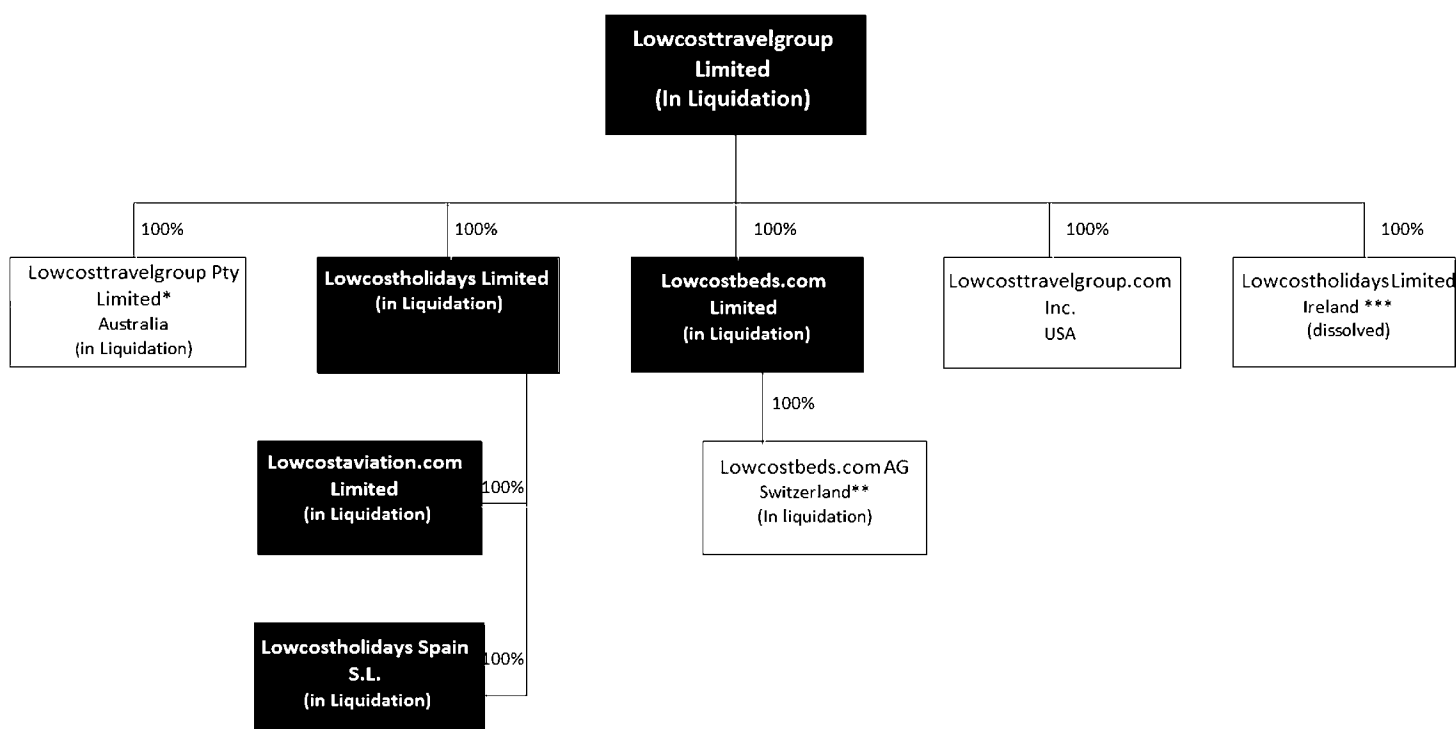 Lowcosttravelgroup
Limited
(In Liquidation)
100%
100%
100%
100%
100%
Lowcosttravelgroup Pty
Limited*
Australia
(in Liquidation)
Lowcostholidays Limited
(in Liquidation)
Lowcostbeds.com
Limited
(in Liquidation)
Lowcosttravelgroup.com
Inc.
USA
Lowcostholidays Limited
Ireland ***
(dissolved)
100%
Lowcostaviation.com
Limited
(in Liquidation)
100%
Lowcostbeds.com AG
Switzerland**
(In liquidation)
Lowcostholidays Spain
S.L.
(in Liquidation)
100%